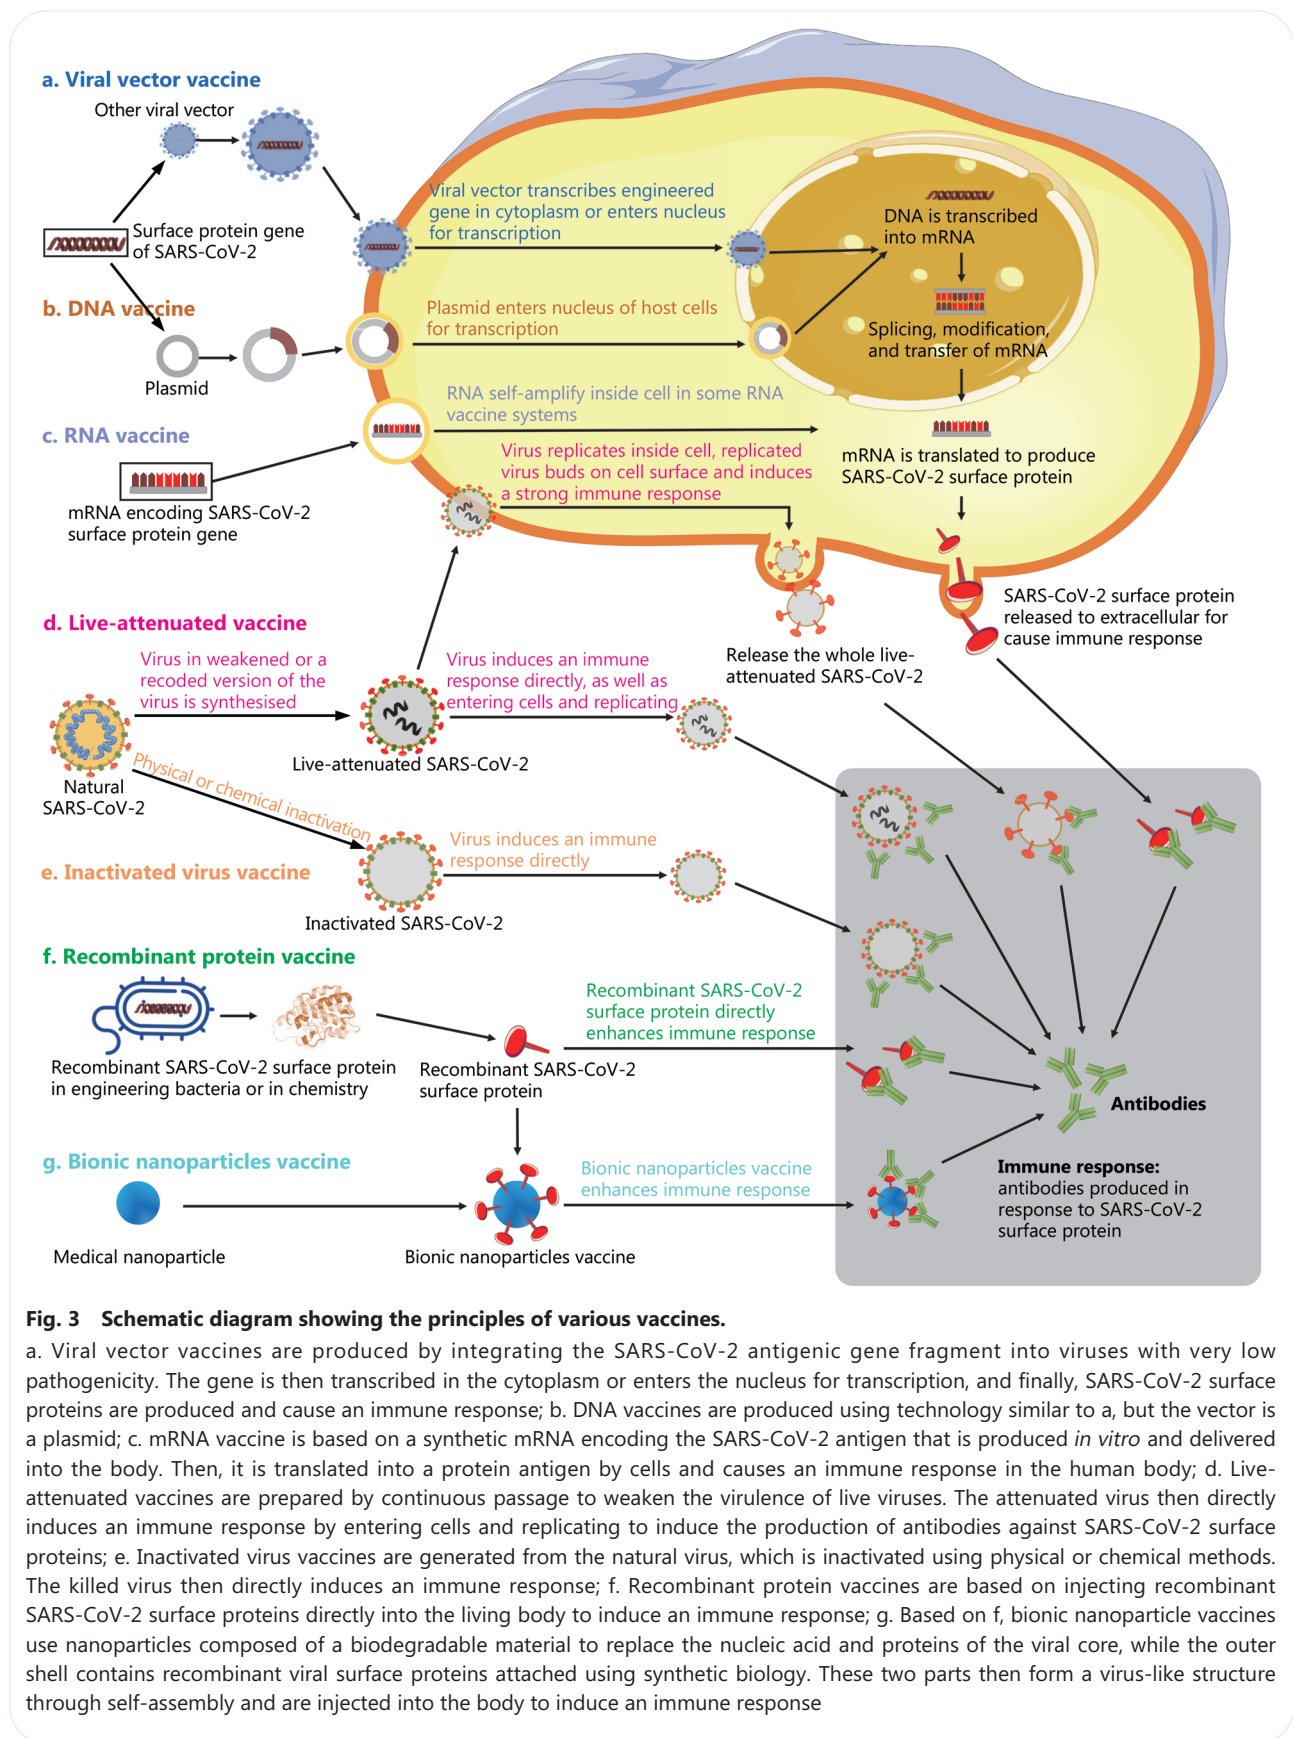 a. Viral vector vaccine
Other viral vector
Surface protein gene
of SARS-CoV-2
Viral vector transcribes engineered
gene in cytoplasm or enters nucleus
for transcription
DNA is transcribed
into mRNA
Splicing, modification,
and transfer of mRNA
b. DNA vaccine
Plasmid
Plasmid enters nucleus of host cells
for transcription
c. RNA vaccine
mRNA encoding SARS-CoV-2
surface protein gene
RNA self-amplify inside cell in some RNA
vaccine systems
Virus replicates inside cell, replicated
virus buds on cell surface and induces
a strong immune response
mRNA is translated to produce
SARS-CoV-2 surface protein
SARS-CoV-2 surface protein
released to extracellular for
cause immune response
Release the whole live-
attenuated SARS-CoV-2
d. Live-attenuated vaccine
Virus in weakened or a
recoded version of the
virus is synthesised
Virus induces an immune
response directly, as well as
entering cells and replicating
Live-attenuated SARS-CoV-2
Natural
SARS-CoV-2
Physical or chemical inactivation
e. Inactivated virus vaccine
Virus induces an immune
response directly
Inactivated SARS-CoV-2
f. Recombinant protein vaccine
Recombinant SARS-CoV-2 surface protein
in engineering bacteria or in chemistry
Recombinant SARS-CoV-2
surface protein
Recombinant SARS-CoV-2
surface protein directly
enhances immune response
g. Bionic nanoparticles vaccine
Medical nanoparticle
Bionic nanoparticles vaccine
Bionic nanoparticles vaccine
enhances immune response
Antibodies
Immune response:
antibodies produced in
response to SARS-CoV-2
surface protein
Fig. 3 Schematic diagram showing the principles of various vaccines.
a. Viral vector vaccines are produced by integrating the SARS-CoV-2 antigenic gene fragment into viruses with very low
pathogenicity. The gene is then transcribed in the cytoplasm or enters the nucleus for transcription, and finally, SARS-CoV-2 surface
proteins are produced and cause an immune response; b. DNA vaccines are produced using technology similar to a, but the vector is
a plasmid; c. mRNA vaccine is based on a synthetic mRNA encoding the SARS-CoV-2 antigen that is produced in vitro and delivered
into the body. Then, it is translated into a protein antigen by cells and causes an immune response in the human body; d. Live-
attenuated vaccines are prepared by continuous passage to weaken the virulence of live viruses. The attenuated virus then directly
induces an immune response by entering cells and replicating to induce the production of antibodies against SARS-CoV-2 surface
proteins; e. Inactivated virus vaccines are generated from the natural virus, which is inactivated using physical or chemical methods.
The killed virus then directly induces an immune response; f. Recombinant protein vaccines are based on injecting recombinant
SARS-CoV-2 surface proteins directly into the living body to induce an immune response; g. Based on f, bionic nanoparticle vaccines
use nanoparticles composed of a biodegradable material to replace the nucleic acid and proteins of the viral core, while the outer
shell contains recombinant viral surface proteins attached using synthetic biology. These two parts then form a virus-like structure
through self-assembly and are injected into the body to induce an immune response